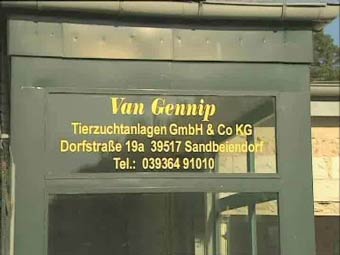 Van Gennip
Tierzuchtanlagen GmbH & Co KG
Dorfstraße 19a 39517 Sandbeiendorf
Tel.: 039364 91010